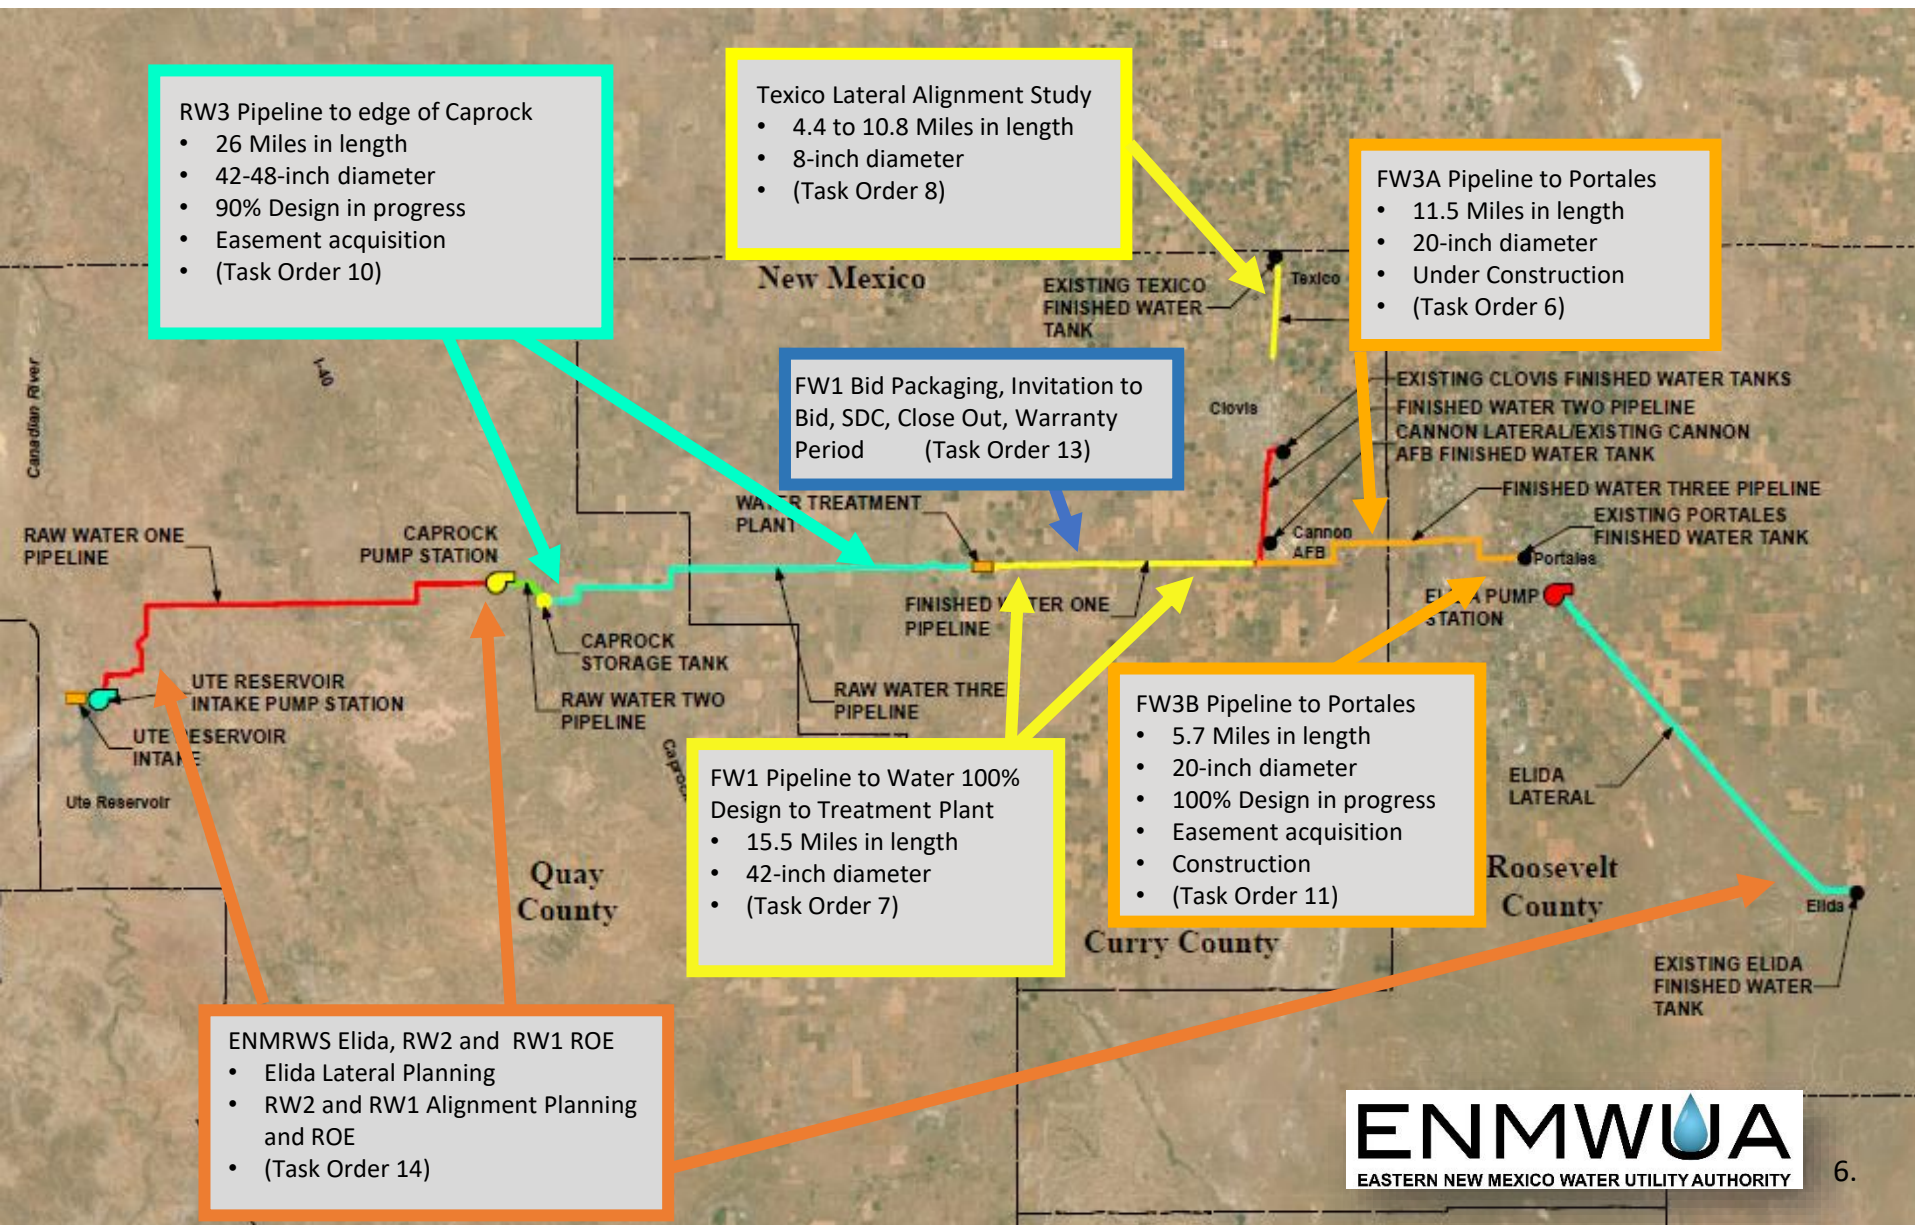 RW3 Pipeline to edge of Caprock
• 26 Miles in length
• 42-48-inch diameter
• 90% Design in progress
• Easement acquisition
• (Task Order 10)
Texico Lateral Alignment Study
• 4.4 to 10.8 Miles in length
• 8-inch diameter
• (Task Order 8)
FW3A Pipeline to Portales
• 11.5 Miles in length
• 20-inch diameter
• Under Construction
• (Task Order 6)
New Mexico
EXISTING TEXICO
FINISHED WATER
TANK
Texico
I-40
Canadian River
FW1 Bid Packaging, Invitation to
Bid, SDC, Close Out, Warranty
Period (Task Order 13)
Clovis
EXISTING CLOVIS FINISHED WATER TANKS
FINISHED WATER TWO PIPELINE
CANNON LATERAL/EXISTING CANNON
AFB FINISHED WATER TANK
FINISHED WATER THREE PIPELINE
EXISTING PORTALES
FINISHED WATER TANK
RAW WATER ONE
PIPELINE
CAPROCK
PUMP STATION
WATER TREATMENT
PLANT
Cannon
AFB
Portales
FINISHED WATER ONE
PIPELINE
PUMP
STATION
CAPROCK
STORAGE TANK
UTE RESERVOIR
INTAKE PUMP STATION
RAW WATER TWO
PIPELINE
RAW WATER THRE
PIPELINE
UTE RESERVOIR
INTAKE
Ute Reservoir
FW1 Pipeline to Water 100%
Design to Treatment Plant
• 15.5 Miles in length
• 42-inch diameter
• (Task Order 7)
FW3B Pipeline to Portales
• 5.7 Miles in length
• 20-inch diameter
• 100% Design in progress
• Easement acquisition
• Construction
• (Task Order 11)
ELIDA
LATERAL
Quay
County
Roosevelt
County
Curry County
Elida
EXISTING ELIDA
FINISHED WATER
TANK
ENMRWS Elida, RW2 and RW1 ROE
• Elida Lateral Planning
• RW2 and RW1 Alignment Planning
and ROE
• (Task Order 14)
ENMWUA
EASTERN NEW MEXICO WATER UTILITY AUTHORITY
6.